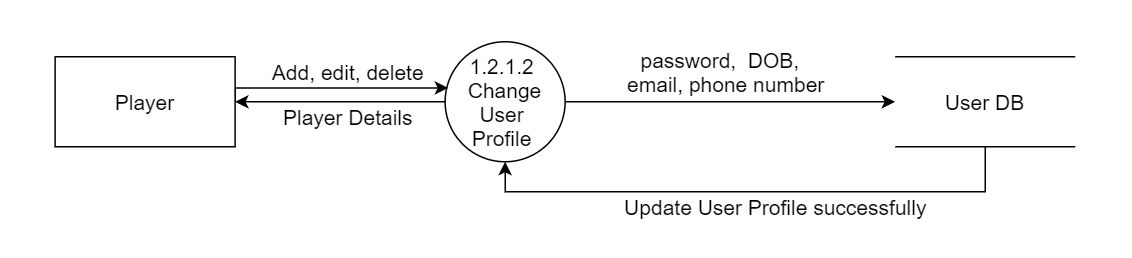 Player
Add, edit, delete
Player Details
1.2.1.2
Change
User
Profile
password,  DOB,
email, phone number
User DB
Update User Profile successfully